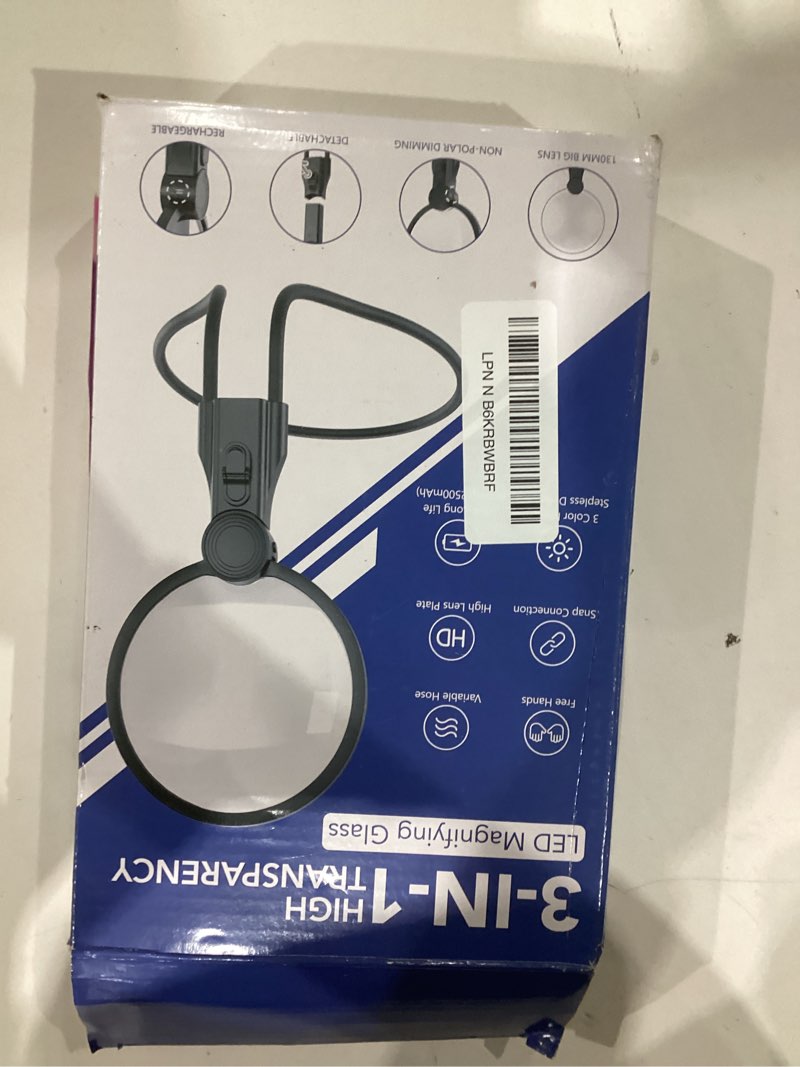 3-IN-1
HIGH
TRANSPARENCY
LED Magnifying Glass
Free Hands
Variable Hose
Snap Connection
High Lens Plate
HD
3 Color
Stepless D
Long Life
2500mAh)
LPN N B6KRBWBRF
130MM BIG LENS
NON-POLAR DIMMING
DETACHABLE
RECHARGEABLE